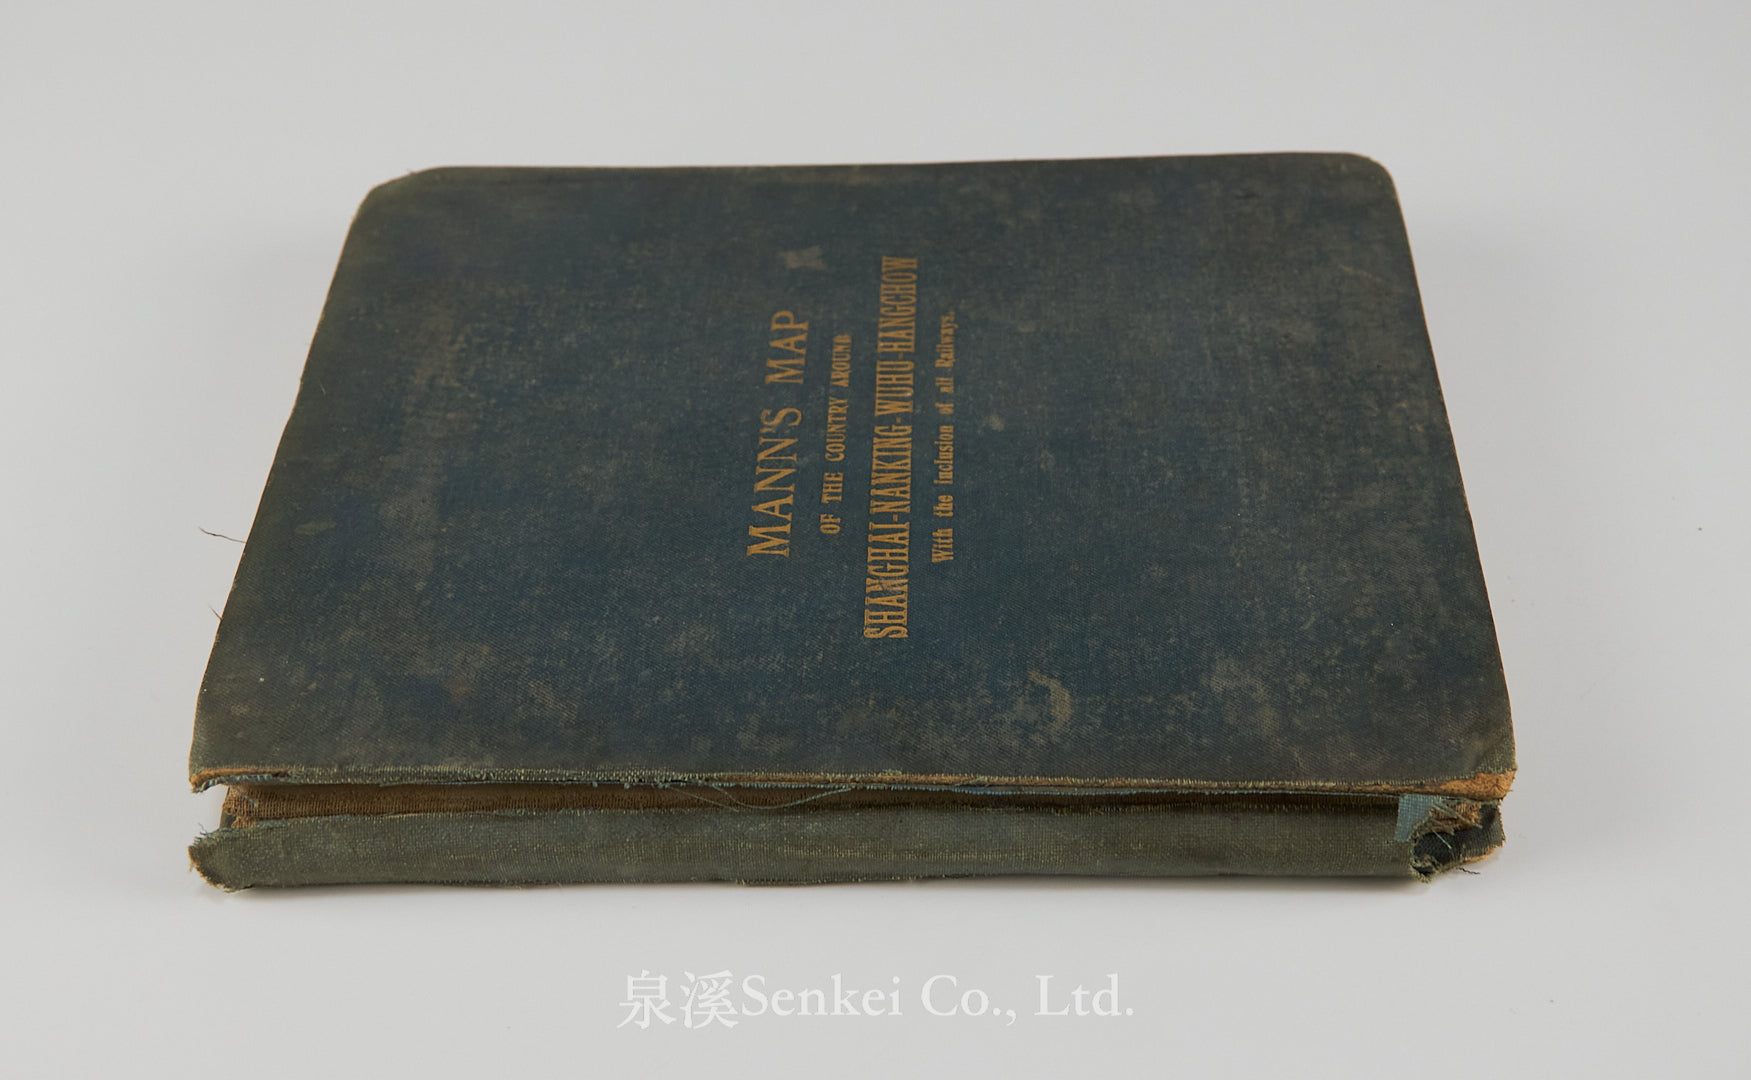 MANN'S MAP
OF THE COUNTRY AROUND
SHANGHAI-NANKING-WUHU-HANGCHOW
With the inclusion of all Railways.
泉溪Senkei Co., Ltd.